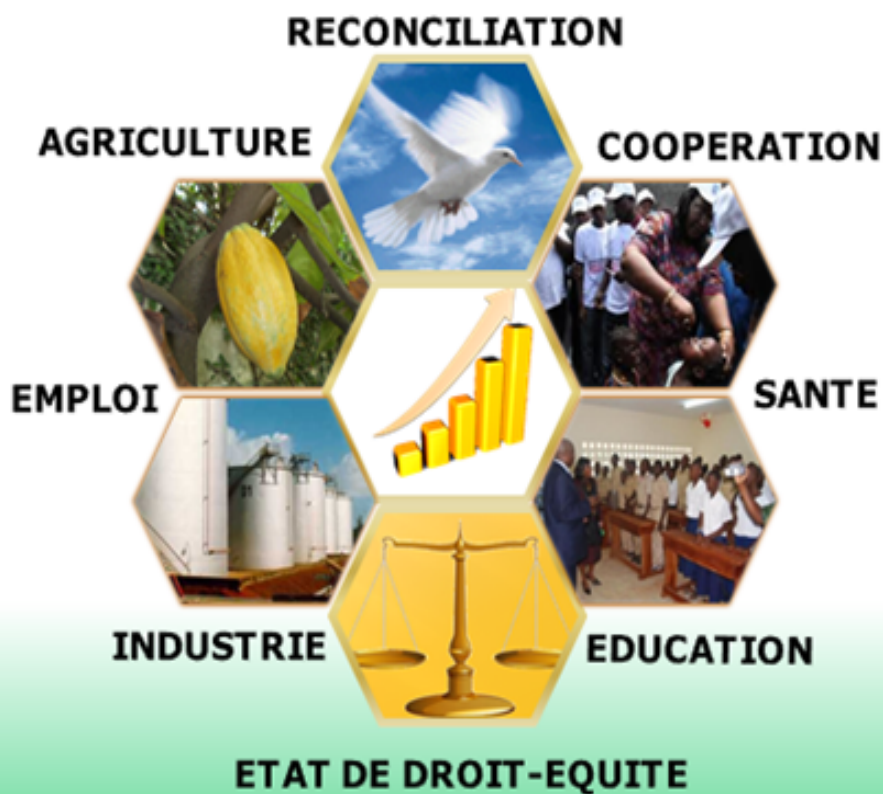 RECONCILIATION
AGRICULTURE
COOPERATION
EMPLOI
SANTE
INDUSTRIE
EDUCATION
ETAT DE DROIT-EQUITE